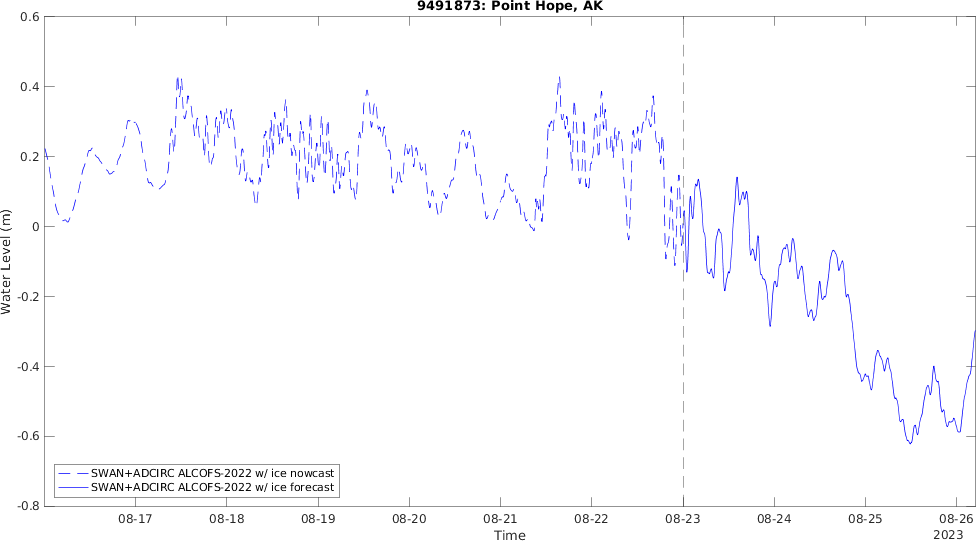 9491873: Point Hope, AK
0.6
0.4
0.2
0
-0.2
-0.4
-0.6
-0.8
Water Level (m)
SWAN+ADCIRC ALCOFS-2022 w/ ice nowcast
SWAN+ADCIRC ALCOFS-2022 w/ ice forecast
08-17 08-18 08-19 08-20 08-21 08-22 08-23 08-24 08-25 08-26
Time
2023